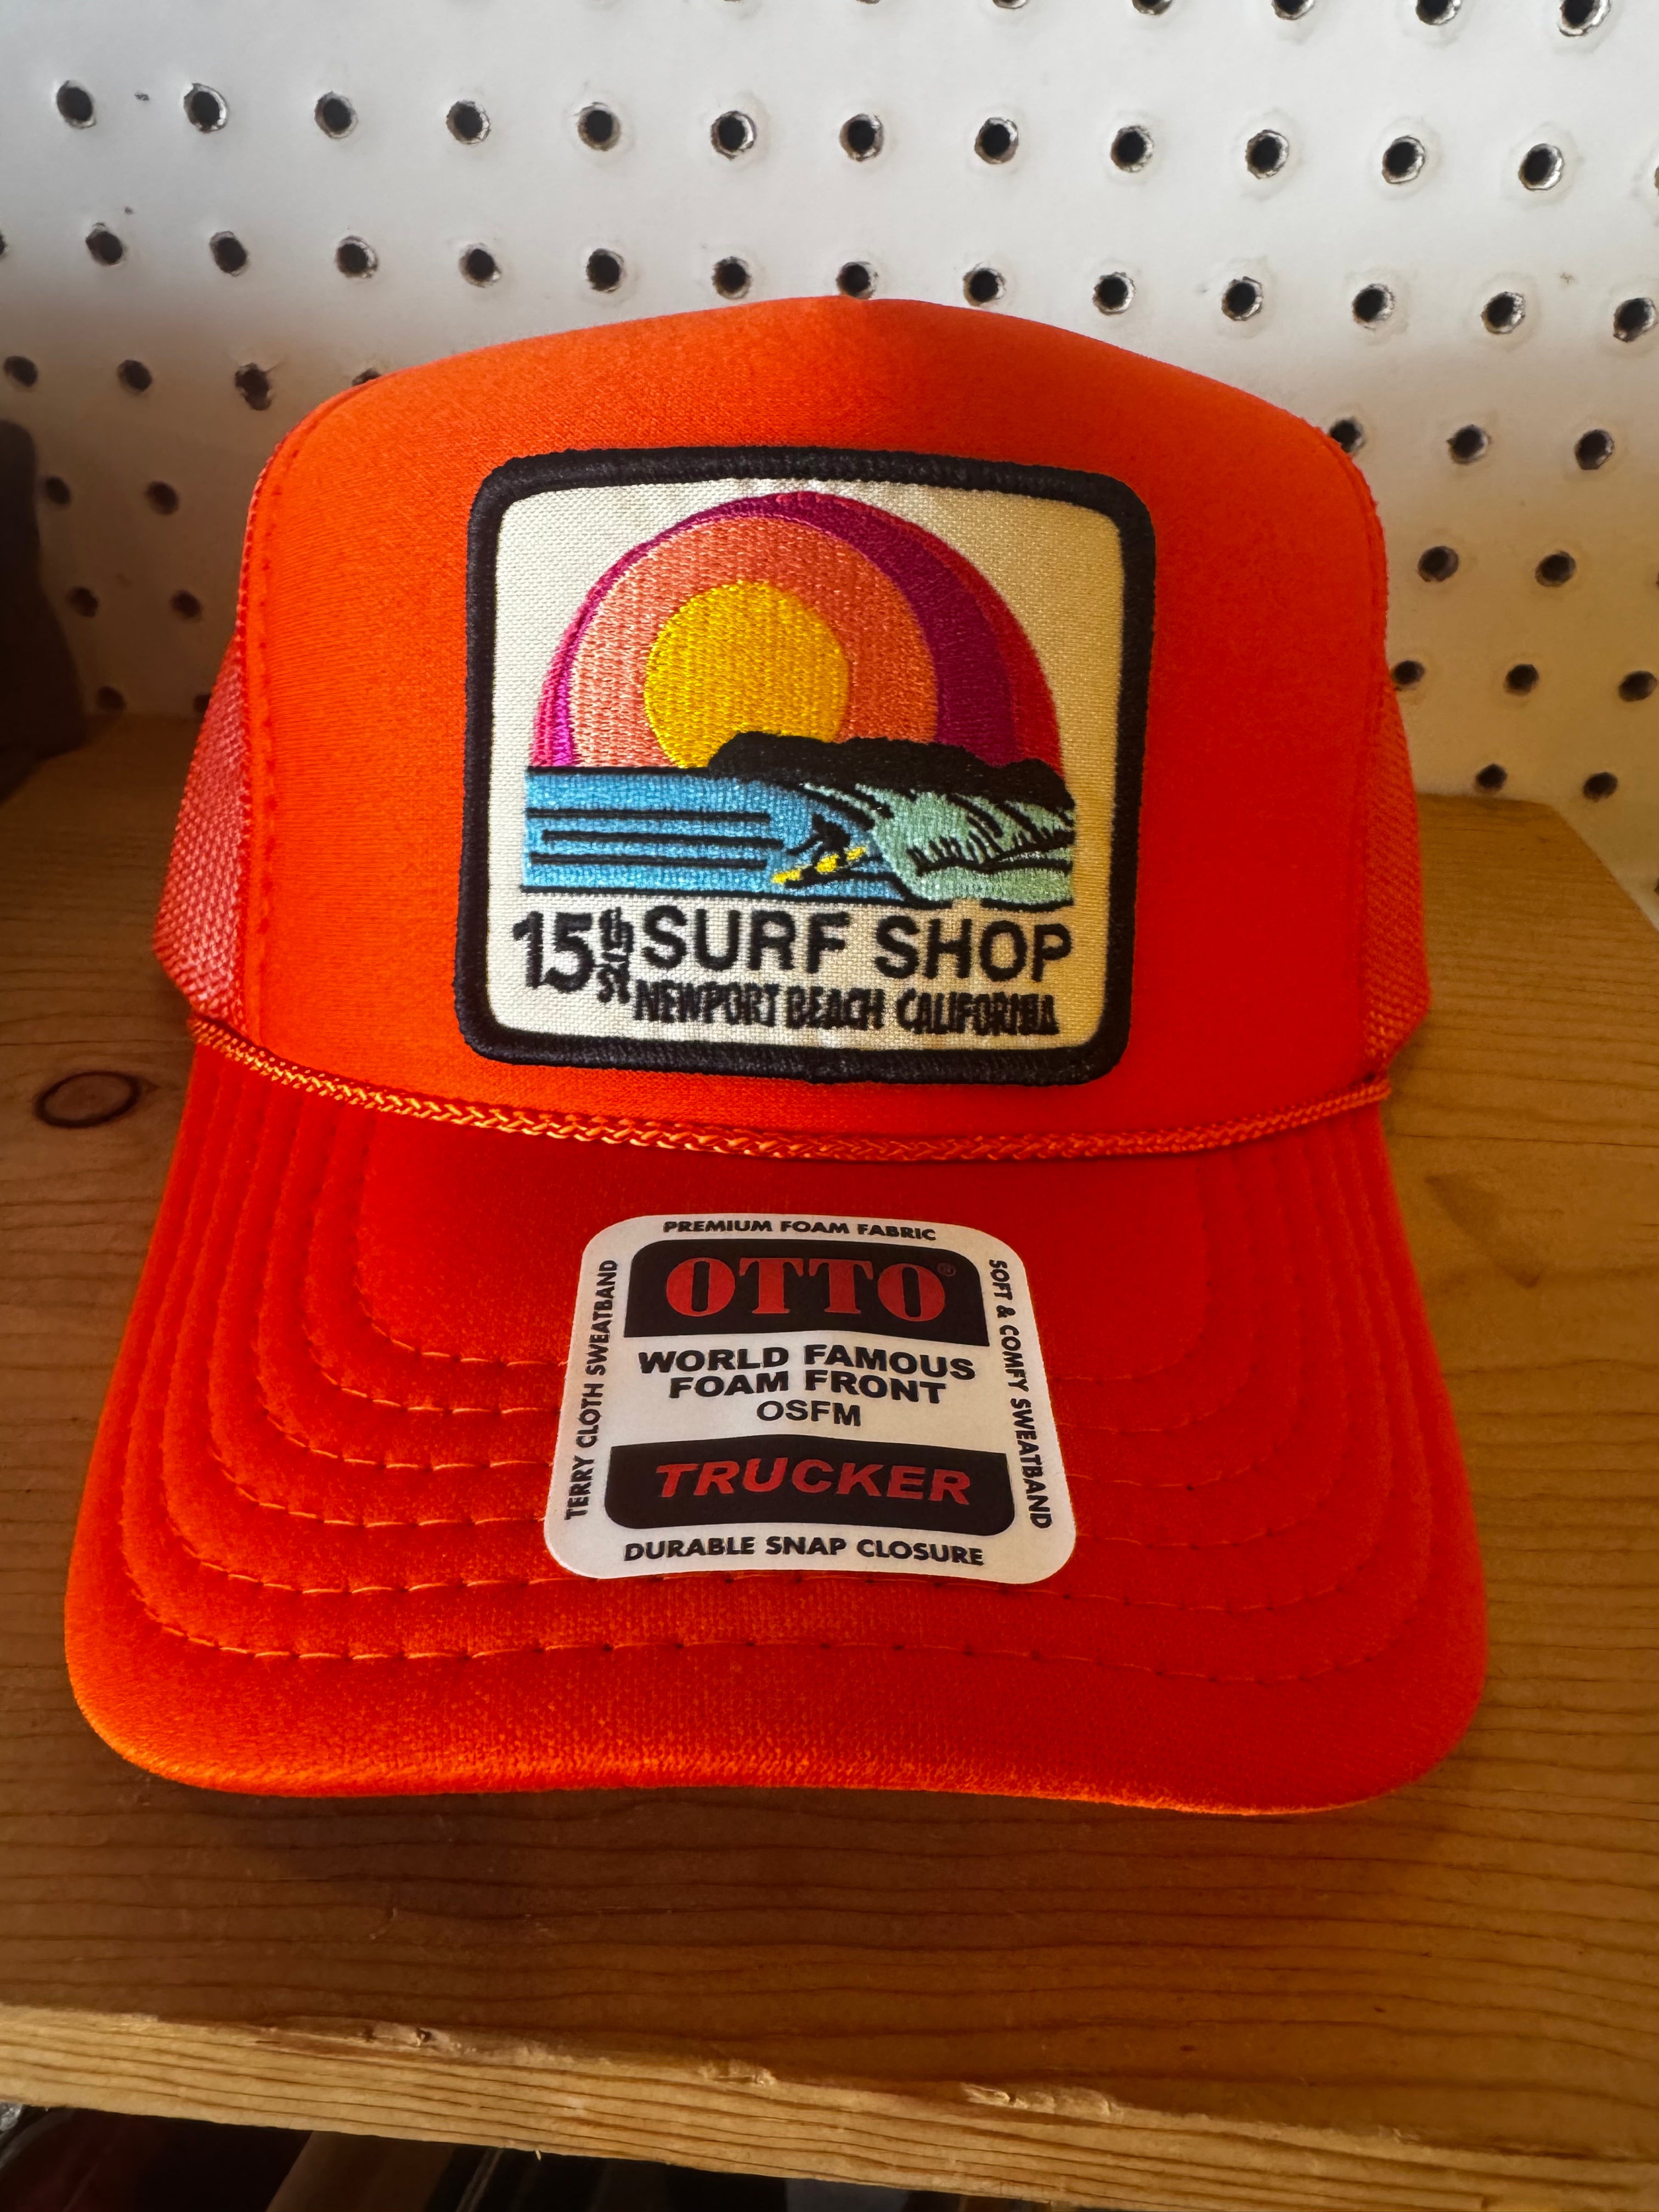 15th St SURF SHOP
NEWPORT BEACH CALIFORNIA
PREMIUM FOAM FABRIC
OTTO®
WORLD FAMOUS
FOAM FRONT
OSFM
TRUCKER
DURABLE SNAP CLOSURE
TERRY CLOTH SWEATBAND
SOFT & COMFY SWEATBAND